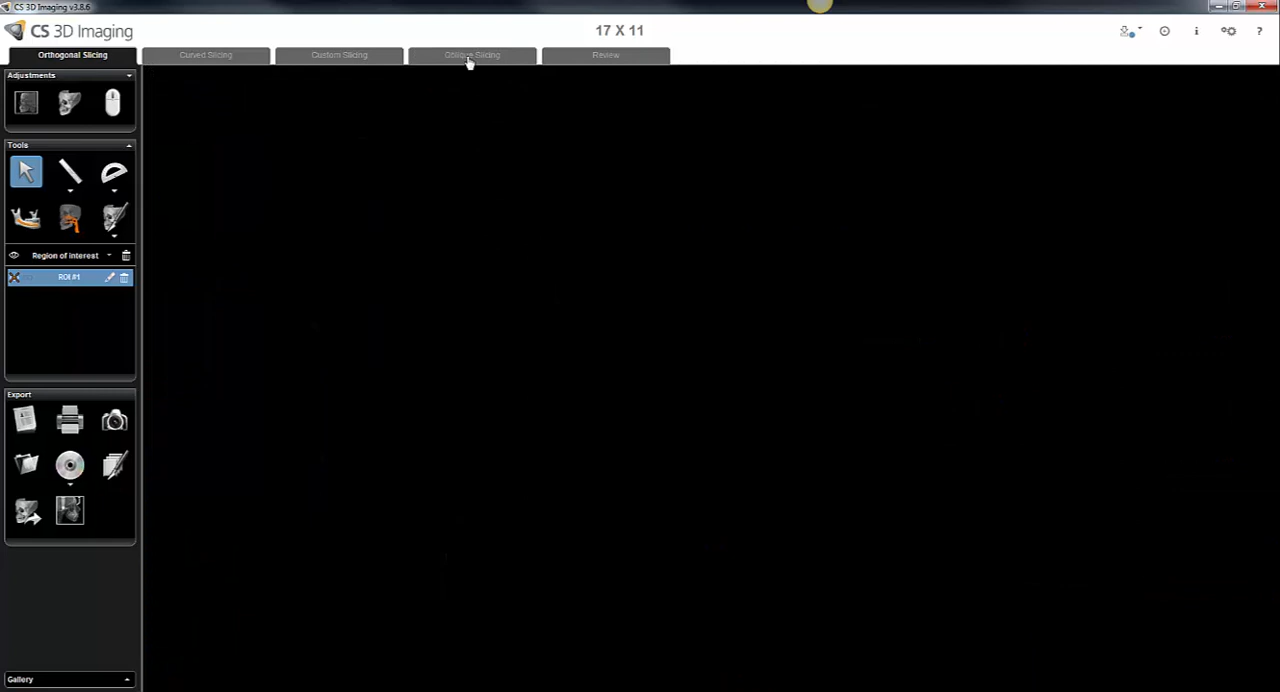 CS 3D Imaging v3.8.6
CS 3D Imaging
17 X 11
Orthogonal Slicing
Curved Slicing
Custom Slicing
Oblique Slicing
Review
Adjustments
Tools
Region of Interest
ROI #1
Export
Gallery